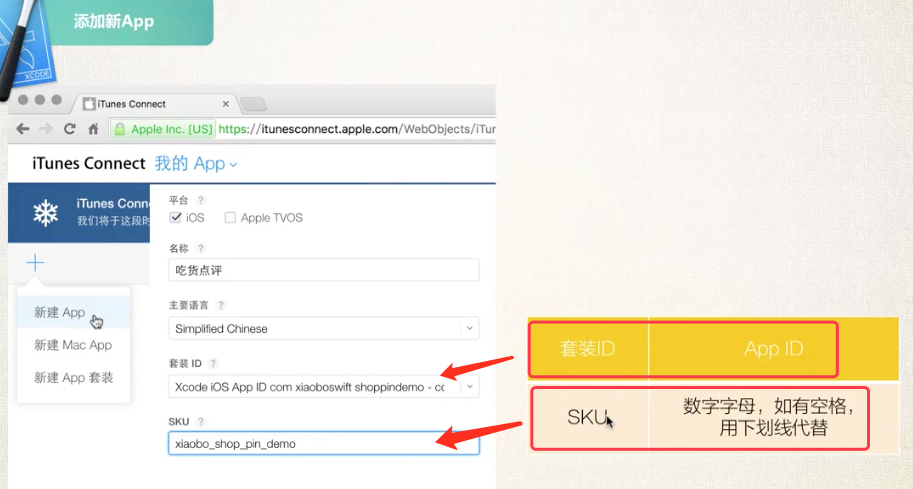 添加新App
XCODE
iTunes Connect
Apple Inc. [US] https://itunesconnect.apple.com/WebObjects/iTun
iTunes Connect 我的 App
iTunes Conn
我们将于这段时
新建 App
新建 Mac App
新建 App 套装
平台 ?
iOS Apple TVOS
名称 ?
吃货点评
主要语言 ?
Simplified Chinese
套装 ID ?
Xcode iOS App ID com xiaoboswift shoppindemo - cc
SKU ?
xiaobo_shop_pin_demo
套装ID App ID
SKU 数字字母，如有空格，
用下划线代替